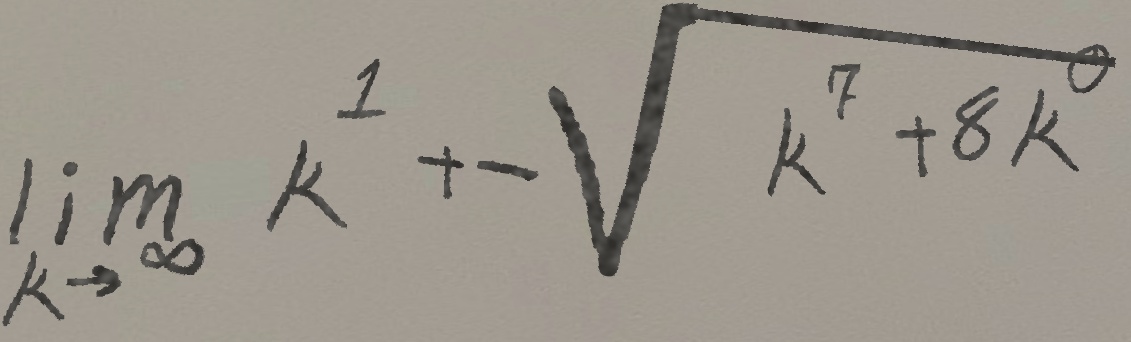 lim k→∞ k^1 + -√(k^7 + 8k^0)